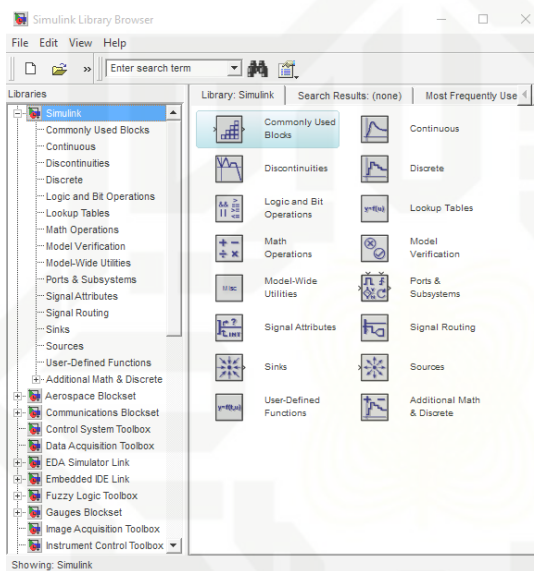 Simulink Library Browser
File Edit View Help
» Enter search term
Libraries
Library: Simulink Search Results: (none) Most Frequently Use
Simulink
Commonly Used Blocks
Continuous
Discontinuities
Discrete
Logic and Bit Operations
Lookup Tables
Math Operations
Model Verification
Model-Wide Utilities
Ports & Subsystems
Signal Attributes
Signal Routing
Sinks
Sources
User-Defined Functions
Additional Math & Discrete
Aerospace Blockset
Communications Blockset
Control System Toolbox
Data Acquisition Toolbox
EDA Simulator Link
Embedded IDE Link
Fuzzy Logic Toolbox
Gauges Blockset
Image Acquisition Toolbox
Instrument Control Toolbox
Commonly Used
Blocks
Continuous
Discontinuities
Discrete
Logic and Bit
Operations
y=f(u)
Lookup Tables
Math
Operations
Model
Verification
Misc
Model-Wide
Utilities
Ports &
Subsystems
Signal Attributes
Signal Routing
Sinks
Sources
User-Defined
Functions
Additional Math
& Discrete
Showing: Simulink